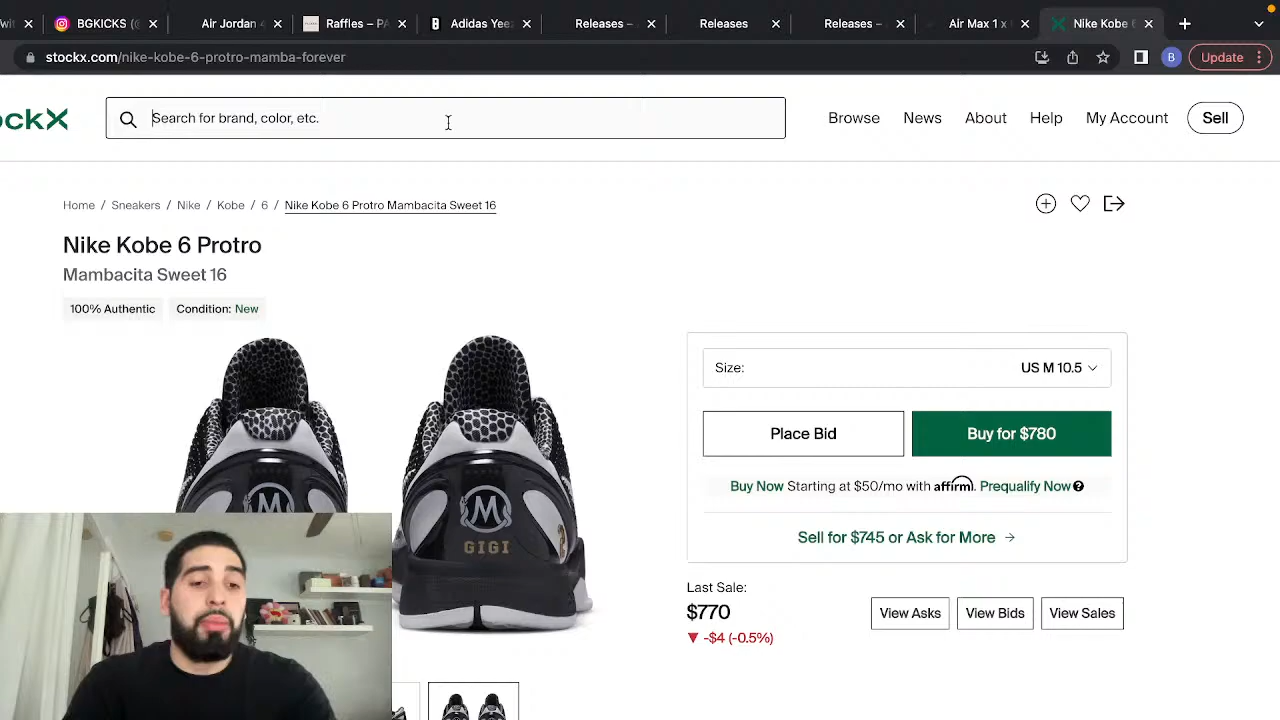 BGKICKS (
Air Jordan 4
Raffles – PA
B
Adidas Yeez
Releases –
Releases
Releases –
Air Max 1 x
Nike Kobe 6
stockx.com/nike-kobe-6-protro-mamba-forever
B
Update
ockX
Search for brand, color, etc.
Browse
News
About
Help
My Account
Sell
Home / Sneakers / Nike / Kobe / 6 / Nike Kobe 6 Protro Mambacita Sweet 16
Nike Kobe 6 Protro
Mambacita Sweet 16
100% Authentic
Condition: New
Size:
US M 10.5
Place Bid
Buy for $780
Buy Now Starting at $50/mo with affirm. Prequalify Now
Sell for $745 or Ask for More →
Last Sale:
$770
▼ -$4 (-0.5%)
View Asks
View Bids
View Sales
M
GIGI